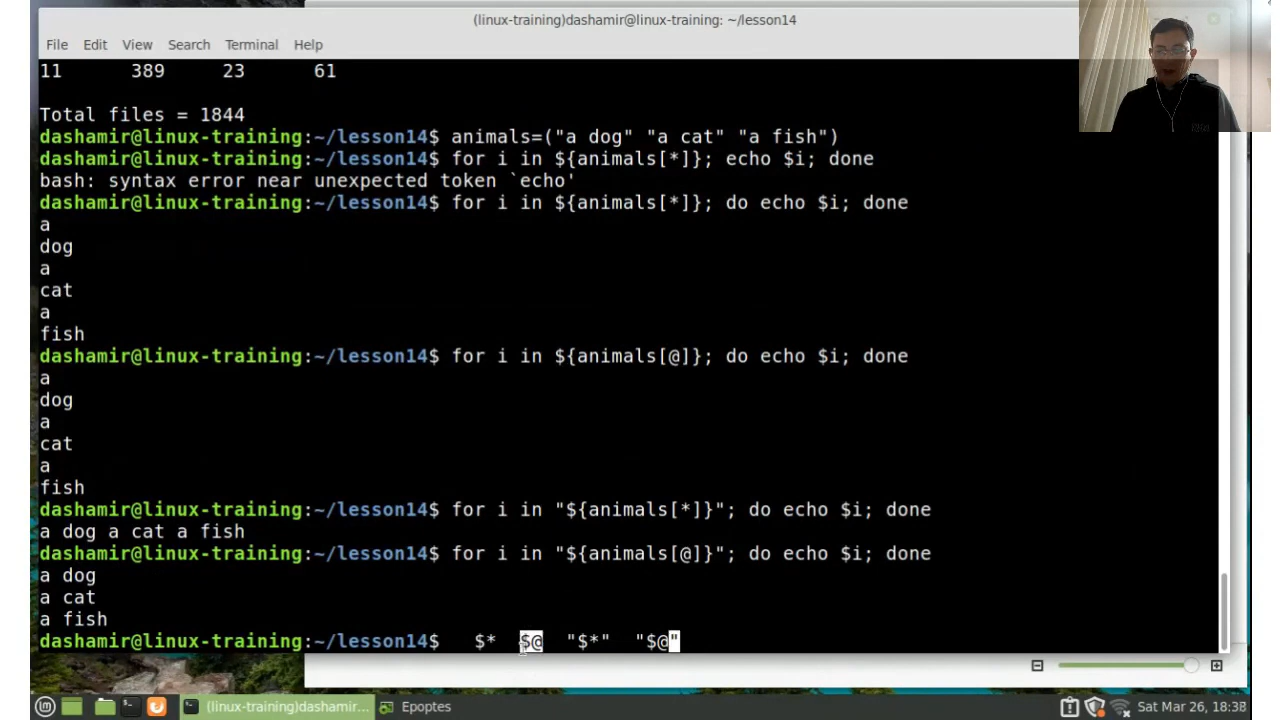 (linux-training)dashamir@linux-training: ~/lesson14
File Edit View Search Terminal Help
11 389 23 61
Total files = 1844
dashamir@linux-training:~/lesson14$ animals=("a dog" "a cat" "a fish")
dashamir@linux-training:~/lesson14$ for i in ${animals[*]}; echo $i; done
bash: syntax error near unexpected token `echo'
dashamir@linux-training:~/lesson14$ for i in ${animals[*]}; do echo $i; done
a
dog
a
cat
a
fish
dashamir@linux-training:~/lesson14$ for i in ${animals[@]}; do echo $i; done
a
dog
a
cat
a
fish
dashamir@linux-training:~/lesson14$ for i in "${animals[*]}"; do echo $i; done
a dog a cat a fish
dashamir@linux-training:~/lesson14$ for i in "${animals[@]}"; do echo $i; done
a dog
a cat
a fish
dashamir@linux-training:~/lesson14$ $* $@ "$*" "$@"
(linux-training)dashamir... Epoptes Sat Mar 26, 18:38